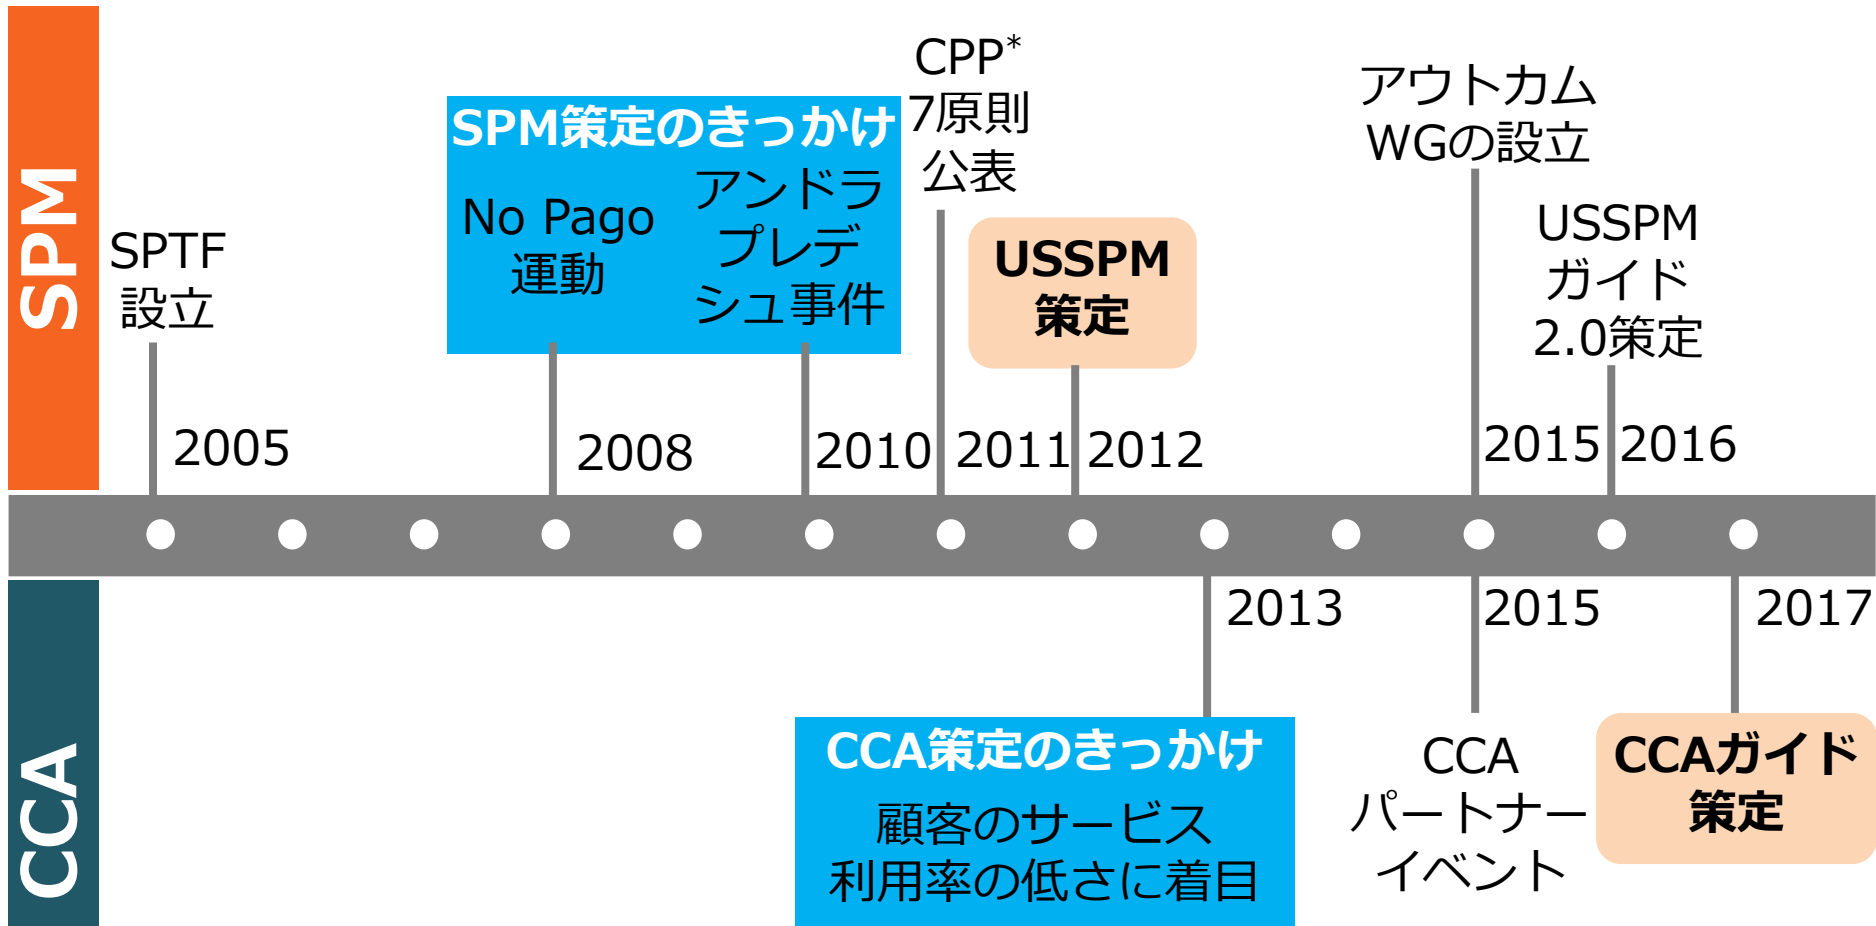 SPM
SPTF
設立
2005
SPM策定のきっかけ
No Pago
運動
2008
アンドラ
プレデ
シュ事件
2010
CPP*
7原則
公表
2011
USSPM
策定
2012
アウトカム
WGの設立
2015
USSPM
ガイド
2.0策定
2016
CCA
2013
CCA策定のきっかけ
顧客のサービス
利用率の低さに着目
2015
CCA
パートナー
イベント
2017
CCAガイド
策定